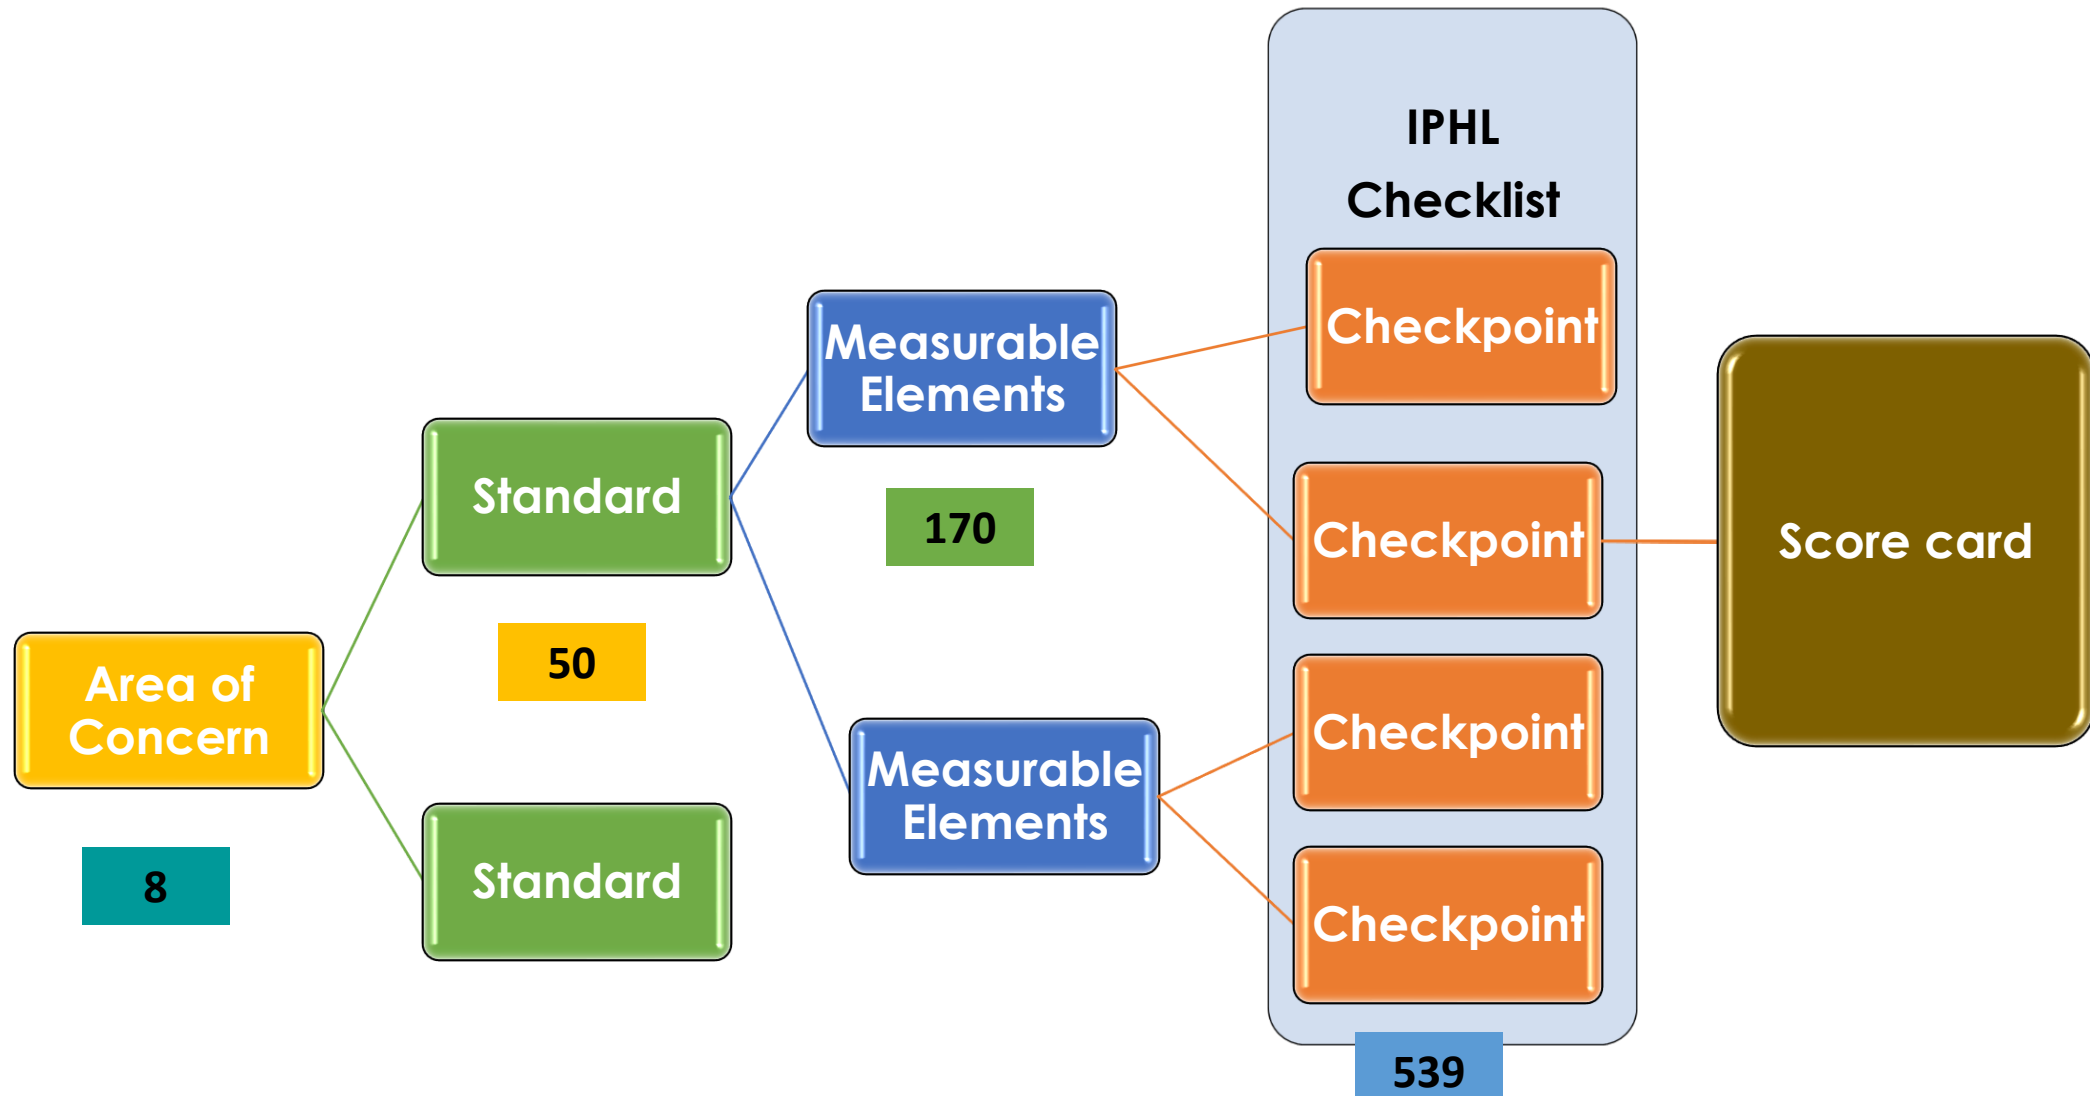 Area of
Concern
8
Standard
50
Standard
Measurable
Elements
170
Measurable
Elements
IPHL
Checklist
Checkpoint
Checkpoint
Checkpoint
Checkpoint
539
Score card